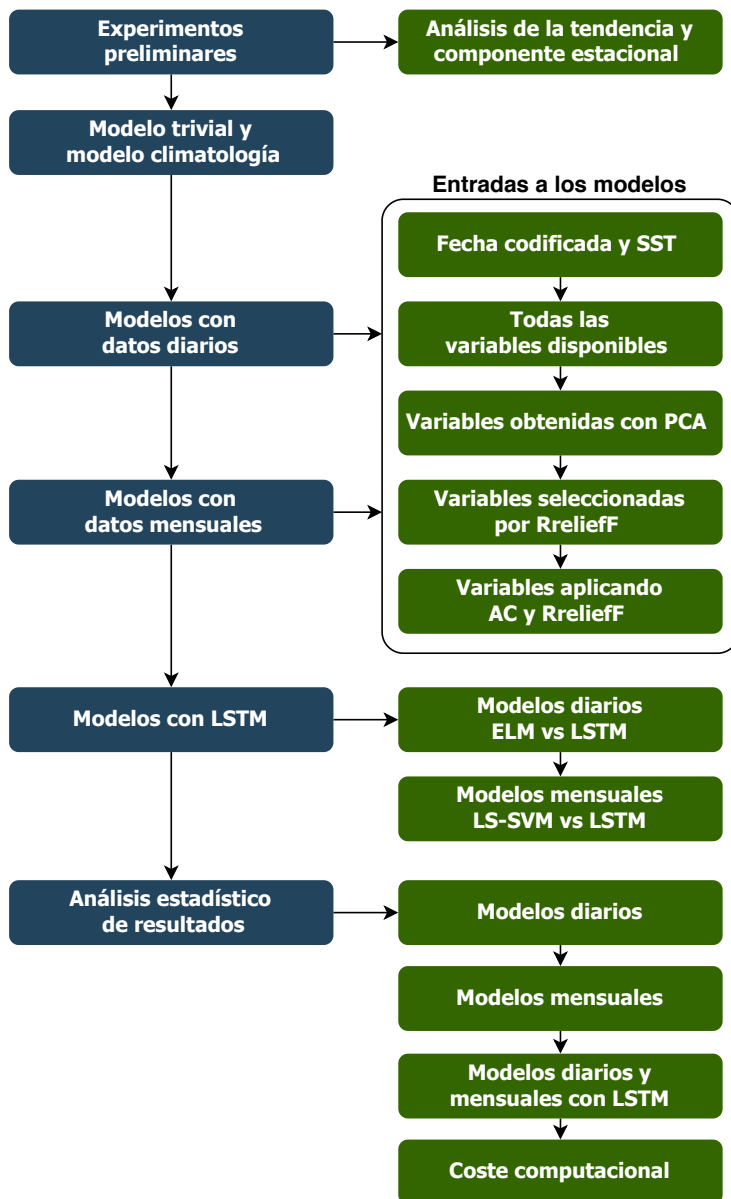 Experimentos
preliminares
Análisis de la tendencia y
componente estacional
Modelo trivial y
modelo climatología
Entradas a los modelos
Fecha codificada y SST
Modelos con
datos diarios
Todas las
variables disponibles
Variables obtenidas con PCA
Modelos con
datos mensuales
Variables seleccionadas
por RreliefF
Variables aplicando
AC y RreliefF
Modelos con LSTM
Modelos diarios
ELM vs LSTM
Modelos mensuales
LS-SVM vs LSTM
Análisis estadístico
de resultados
Modelos diarios
Modelos mensuales
Modelos diarios y
mensuales con LSTM
Coste computacional